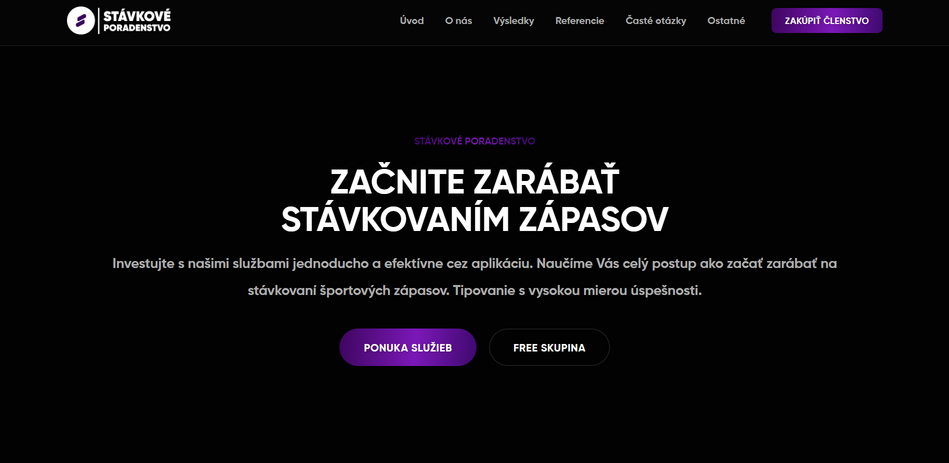 STÁVKOVÉ
PORADENSTVO
Úvod O nás Výsledky Referencie Časté otázky Ostatné ZAKÚPIŤ ČLENSTVO
STÁVKOVÉ PORADENSTVO
ZAČNITE ZARÁBAŤ
STÁVKOVANÍM ZÁPASOV
Investujte s našimi službami jednoducho a efektívne cez aplikáciu. Naučíme Vás celý postup ako začať zarábať na
stávkovaní športových zápasov. Tipovanie s vysokou mierou úspešnosti.
PONUKA SLUŽIEB FREE SKUPINA